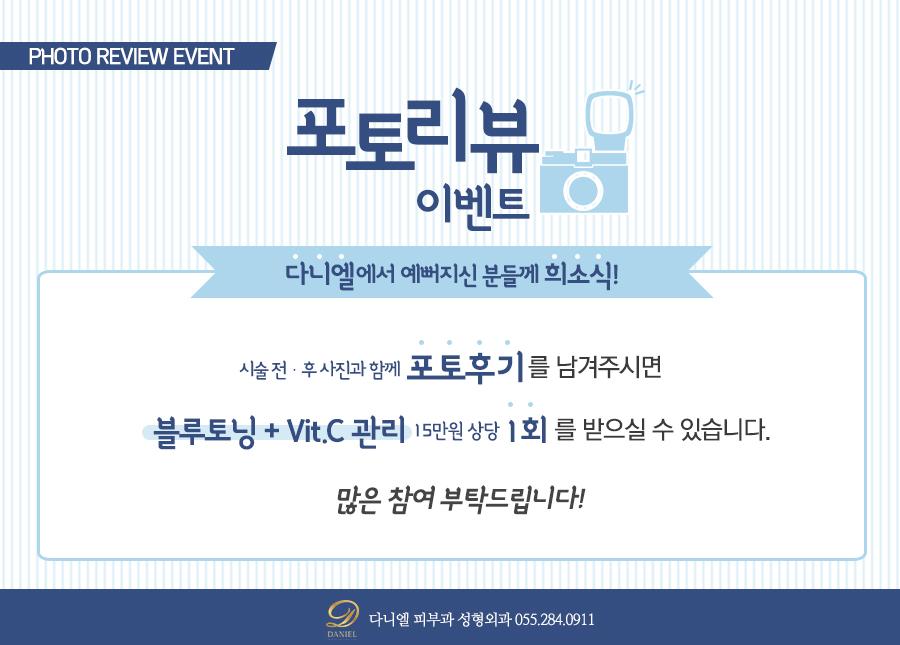 PHOTO REVIEW EVENT
포토리뷰
이벤트
다니엘에서 예뻐지신 분들께 희소식!
시술 전 · 후 사진과 함께 포토후기를 남겨주시면
블루토닝 + Vit.C 관리 15만원 상당 1회 를 받으실 수 있습니다.
많은 참여 부탁드립니다!
D
DANIEL
다니엘 피부과 성형외과 055.284.0911